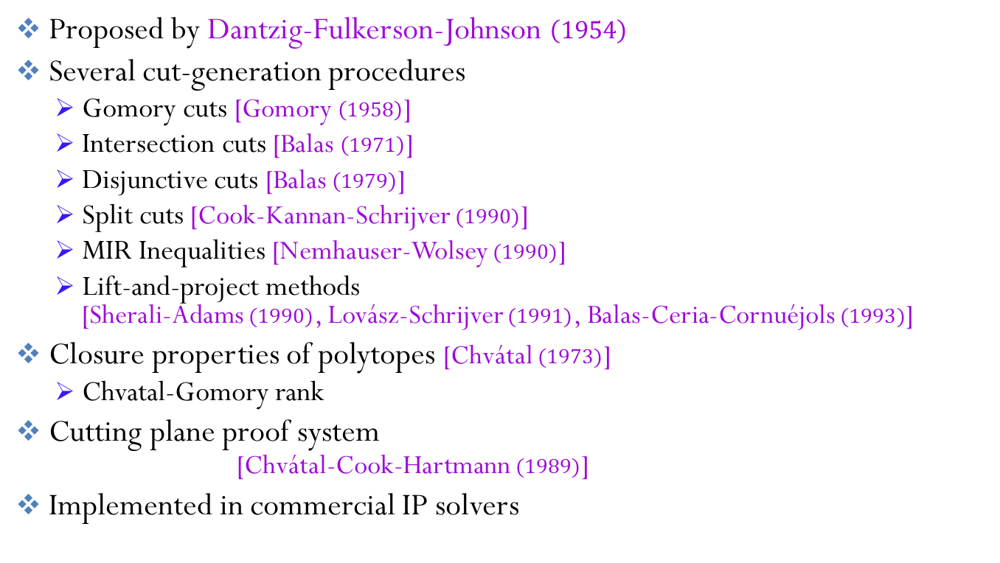 ❖ Proposed by Dantzig-Fulkerson-Johnson (1954)
❖ Several cut-generation procedures
➢ Gomory cuts [Gomory (1958)]
➢ Intersection cuts [Balas (1971)]
➢ Disjunctive cuts [Balas (1979)]
➢ Split cuts [Cook-Kannan-Schrijver (1990)]
➢ MIR Inequalities [Nemhauser-Wolsey (1990)]
➢ Lift-and-project methods
[Sherali-Adams (1990), Lovász-Schrijver (1991), Balas-Ceria-Cornuéjols (1993)]
❖ Closure properties of polytopes [Chvátal (1973)]
➢ Chvatal-Gomory rank
❖ Cutting plane proof system
[Chvátal-Cook-Hartmann (1989)]
❖ Implemented in commercial IP solvers